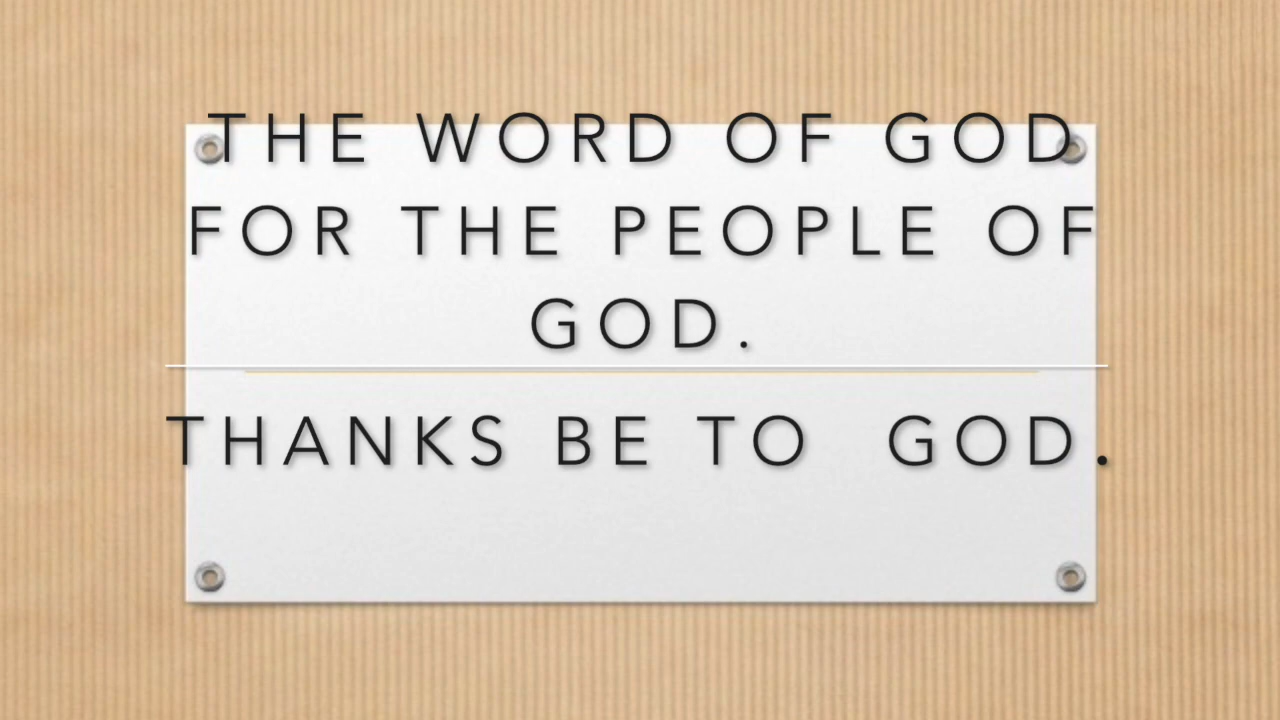 THE WORD OF GOD
FOR THE PEOPLE OF
GOD.
THANKS BE TO  GOD.